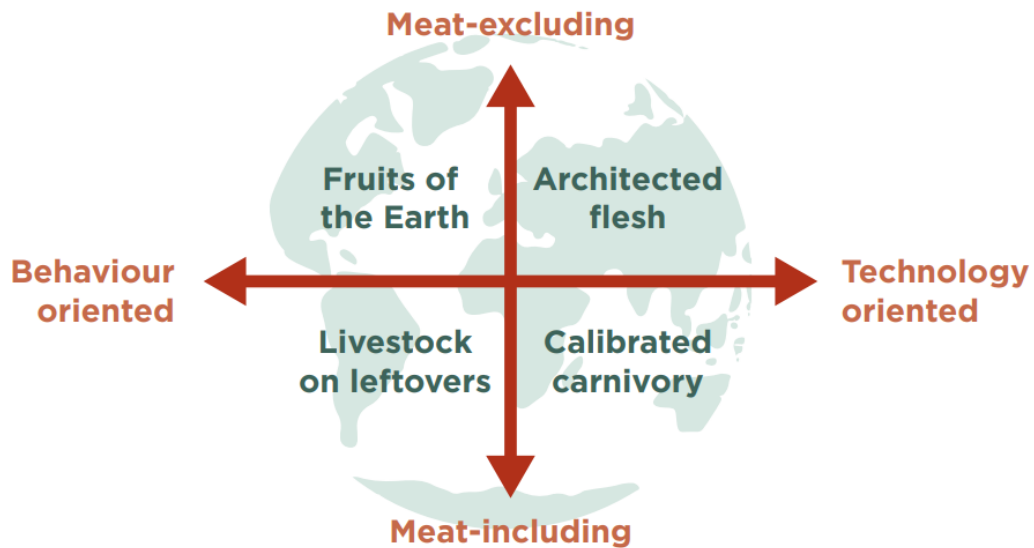 Meat-excluding
Fruits of
the Earth
Architected
flesh
Behaviour
oriented
Technology
oriented
Livestock
on leftovers
Calibrated
carnivory
Meat-including